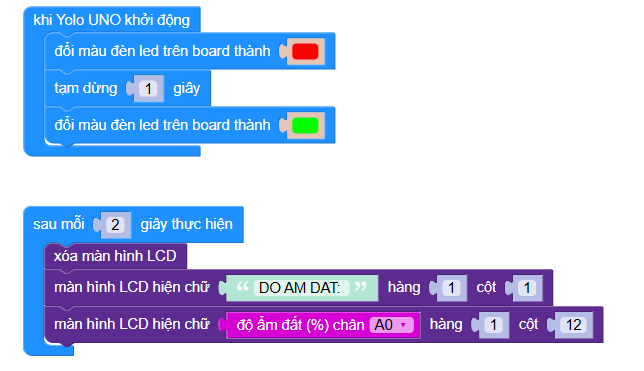 khi Yolo UNO khởi động
đổi màu đèn led trên board thành
tạm dừng 1 giây
đổi màu đèn led trên board thành
sau mỗi 2 giây thực hiện
xóa màn hình LCD
màn hình LCD hiện chữ “ DO AM DAT: ” hàng 1 cột 1
màn hình LCD hiện chữ độ ẩm đất (%) chân A0 hàng 1 cột 12